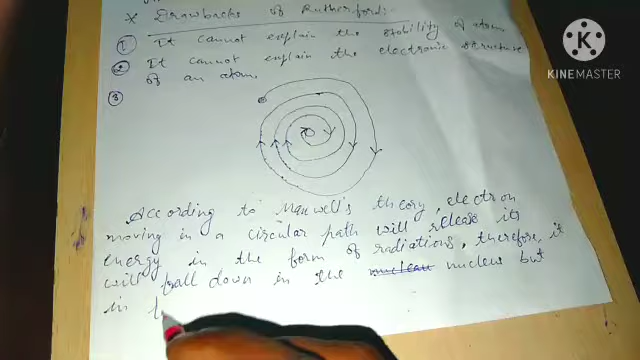 * Drawbacks of Rutherford:-
① It cannot explain the stability of atom.
② It cannot explain the electronic structure
of an atom.
③
According to Maxwell's theory, electron
moving in a circular path will release its
energy in the form of radiations, therefore, it
will fall down in the nucleus but
in
K
KINEMASTER